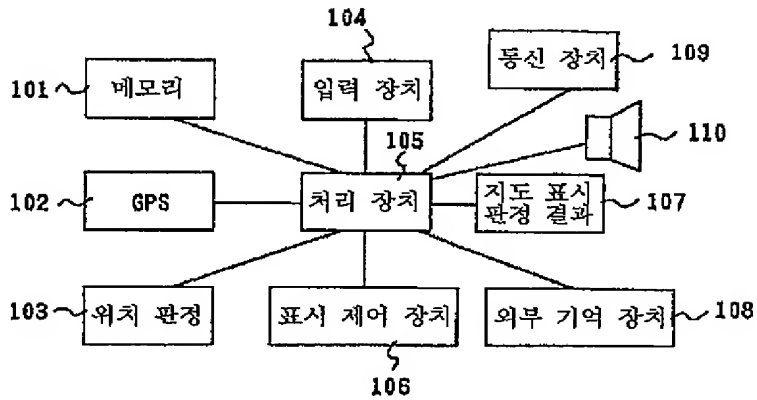 104
입력 장치
통신 장치
109
101
메모리
110
105
처리 장치
102
GPS
지도 표시
판정 결과
107
103
위치 판정
표시 제어 장치
106
외부 기억 장치
108